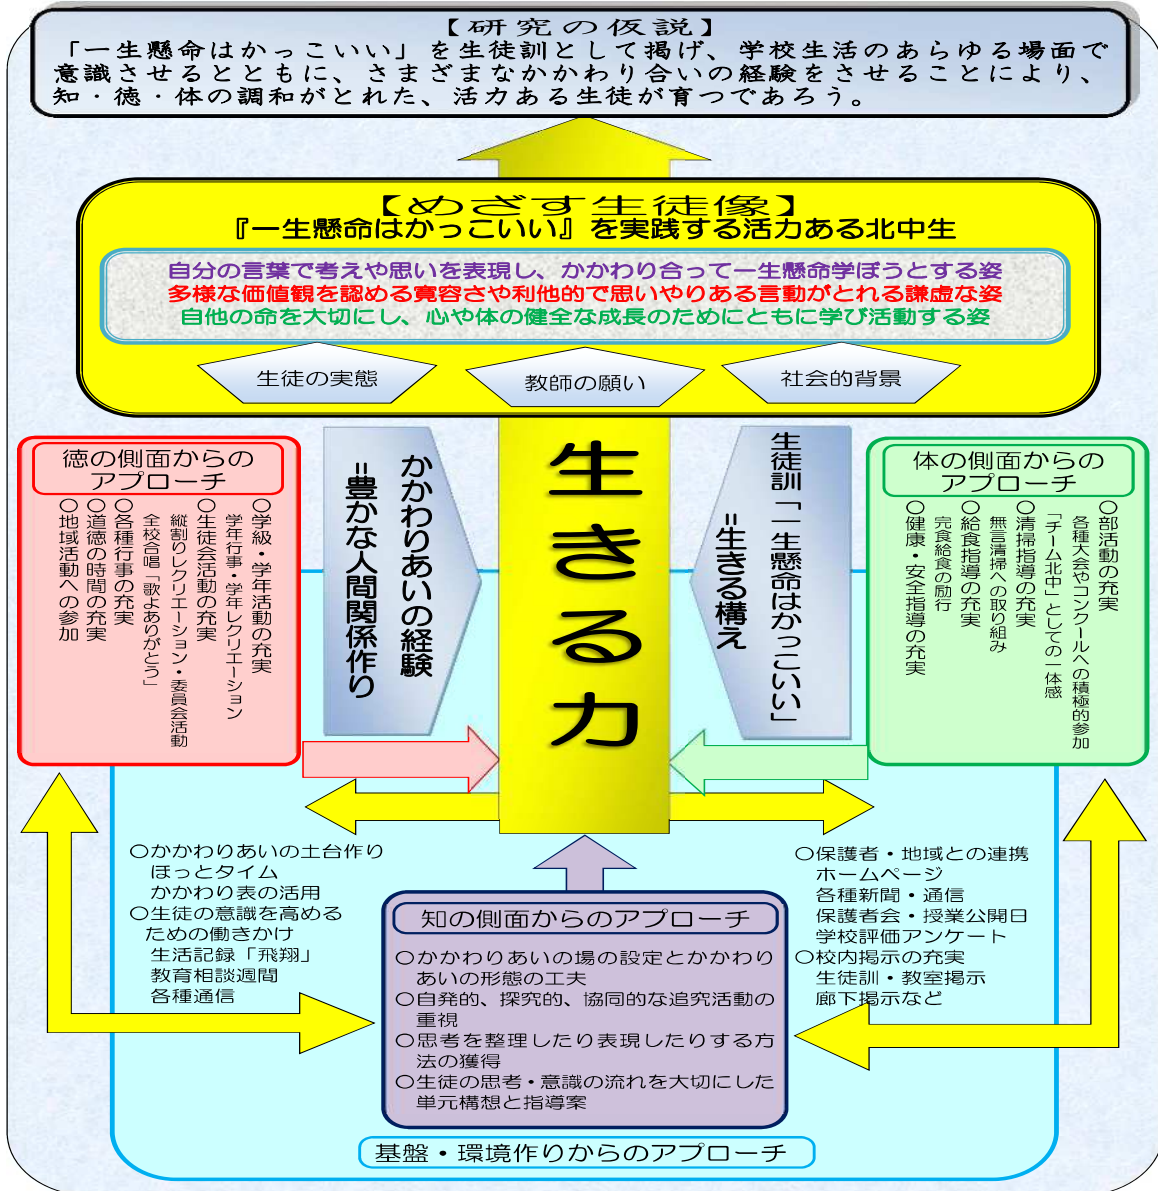 【研究の仮説】
「一生懸命はかっこいい」を生徒訓として掲げ、学校生活のあらゆる場面で
意識させるとともに、さまざまなかかわり合いの経験をさせることにより、
知・徳・体の調和がとれた、活力ある生徒が育つであろう。
【めざす生徒像】
『一生懸命はかっこいい』を実践する活力ある北中生
自分の言葉で考えや思いを表現し、かかわり合って一生懸命学ぼうとする姿
多様な価値観を認める寛容さや利他的で思いやりある言動がとれる謙虚な姿
自他の命を大切にし、心や体の健全な成長のためにともに学び活動する姿
生徒の実態
教師の願い
社会的背景
徳の側面からの
アプローチ
○学級・学年活動の充実
学年行事・学年レクリエーション
○生徒会活動の充実
縦割りレクリエーション・委員会活動
全校合唱「歌よありがとう」
○各種行事の充実
○道徳の時間の充実
○地域活動への参加
かかわりあいの経験
=豊かな人間関係作り
生きる力
生徒訓「一生懸命はかっこいい」
=生きる構え
体の側面からの
アプローチ
○部活動の充実
各種大会やコンクールへの積極的参加
「チーム北中」としての一体感
○清掃指導の充実
無言清掃への取り組み
○給食指導の充実
完食給食の励行
○健康・安全指導の充実
○かかわりあいの土台作り
ほっとタイム
かかわり表の活用
○生徒の意識を高める
ための働きかけ
生活記録「飛翔」
教育相談週間
各種通信
知の側面からのアプローチ
○かかわりあいの場の設定とかかわり
あいの形態の工夫
○自発的、探究的、協同的な追究活動の
重視
○思考を整理したり表現したりする方
法の獲得
○生徒の思考・意識の流れを大切にした
単元構想と指導案
○保護者・地域との連携
ホームページ
各種新聞・通信
保護者会・授業公開日
学校評価アンケート
○校内掲示の充実
生徒訓・教室掲示
廊下掲示など
基盤・環境作りからのアプローチ